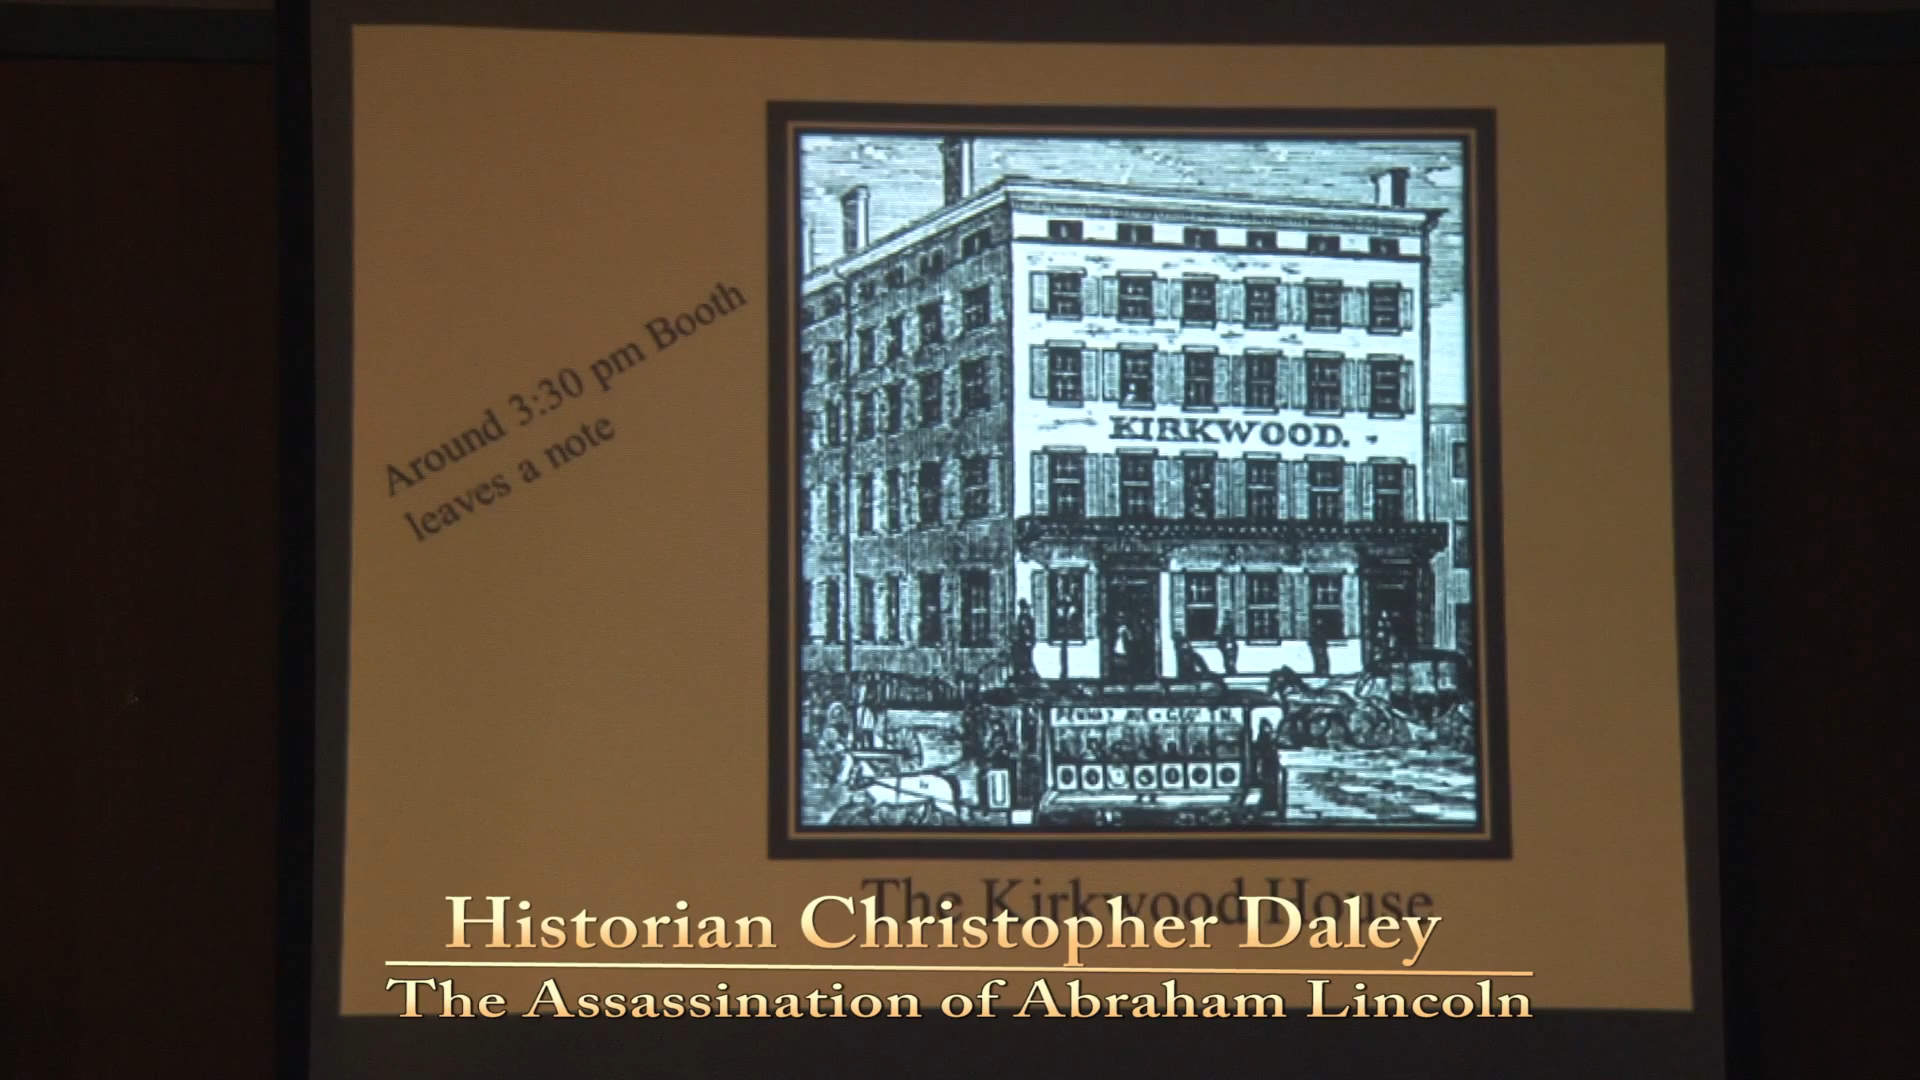 Around 3:30 pm Booth
leaves a note
KIRKWOOD.
The Kirkwood House
Historian Christopher Daley
The Assassination of Abraham Lincoln